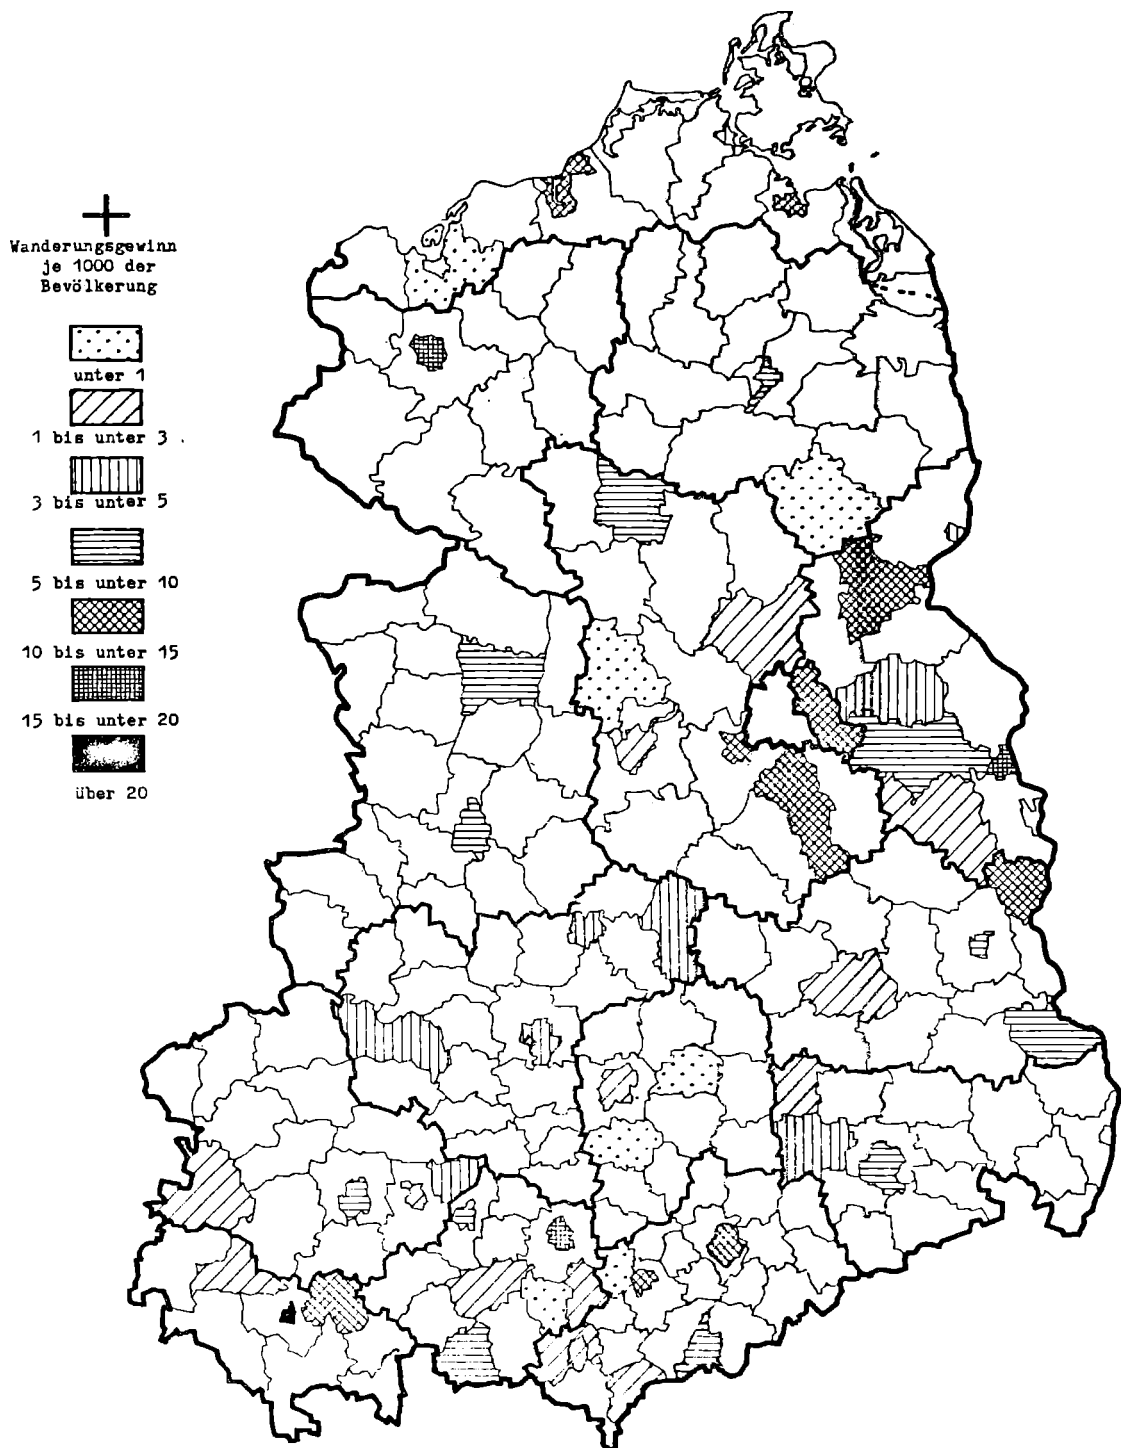 +
Wanderungsgewinn
je 1000 der
Bevölkerung
unter 1
1 bis unter 3
3 bis unter 5
5 bis unter 10
10 bis unter 15
15 bis unter 20
über 20